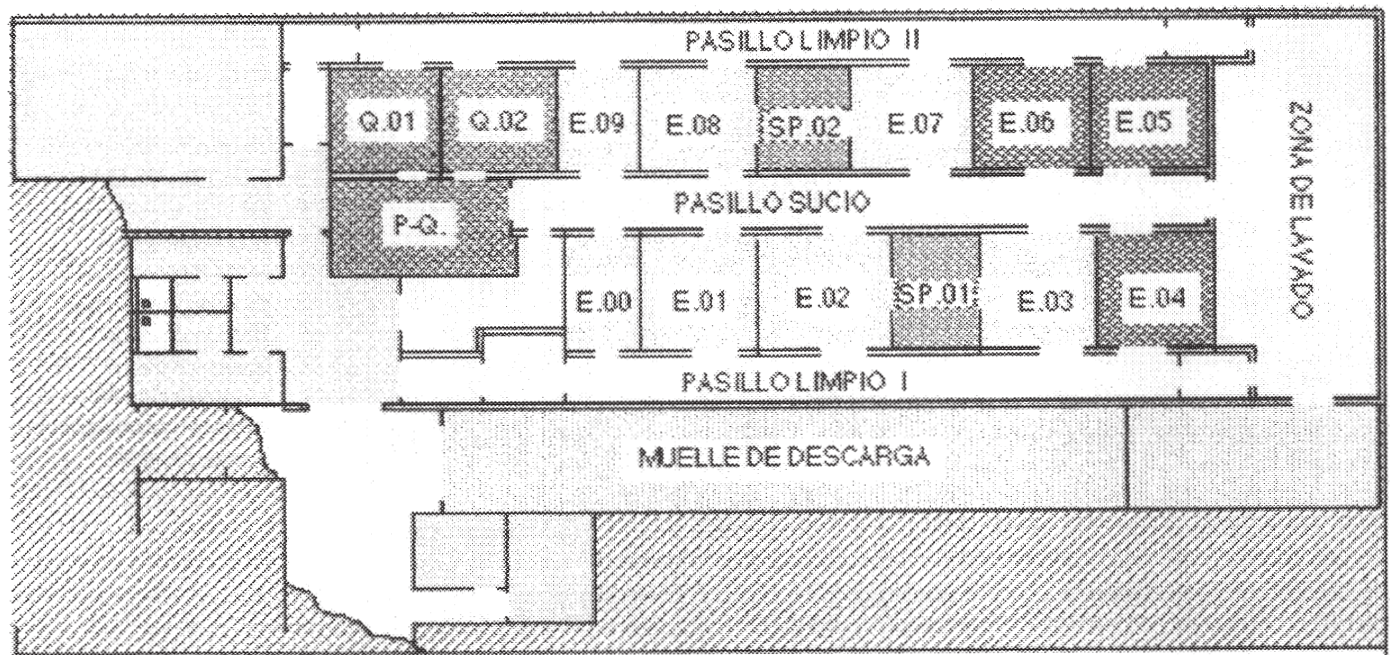 PASILLO LIMPIO II
Q.01
Q.02
E.09
E.08
SP.02
E.07
E.06
E.05
ZONA DE LAVADO
PASILLO SUCIO
P-Q.
E.00
E.01
E.02
SP.01
E.03
E.04
PASILLO LIMPIO I
MUELLE DE DESCARGA